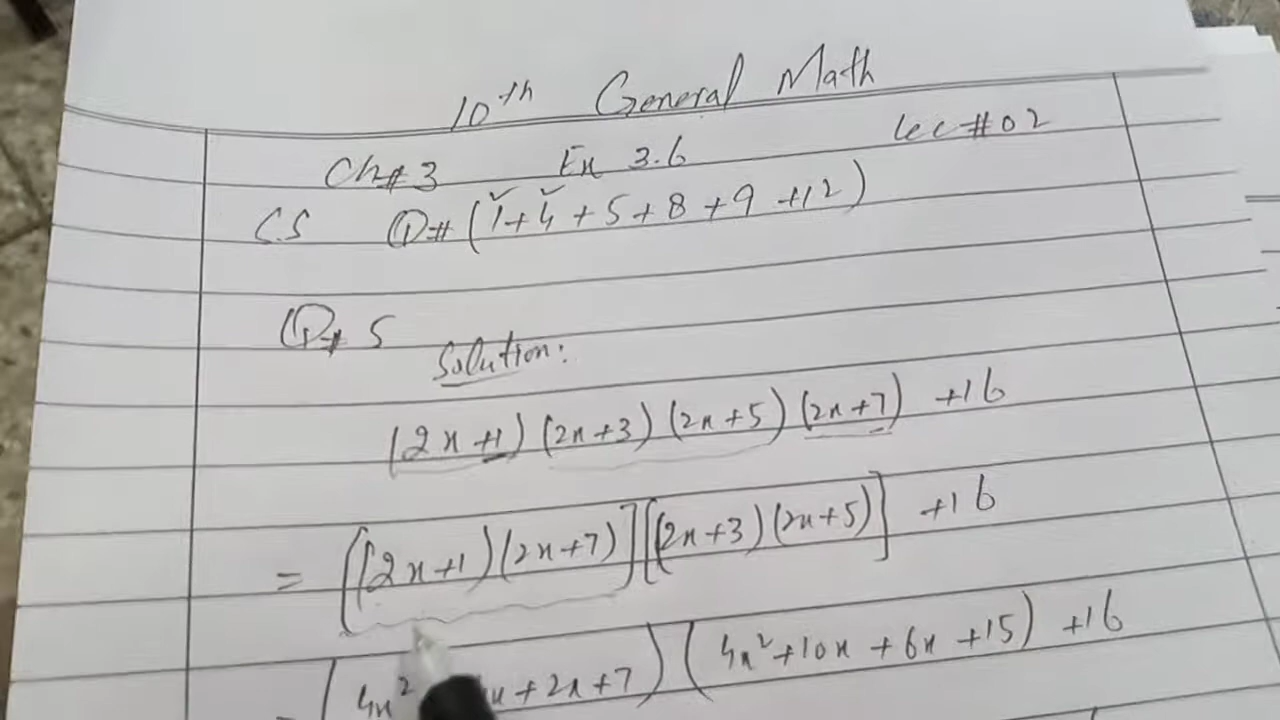 10th General Math
Ch# 3 Ex 3.6 Lec # 02
C.S Q# (1+4+5+8+9+12)
Q# 5
Solution:
(2x+1)(2x+3)(2x+5)(2x+7) +16
= [(2x+1)(2x+7)][(2x+3)(2x+5)] +16
= (4x² x+2x+7)(4x²+10x+6x+15) +16